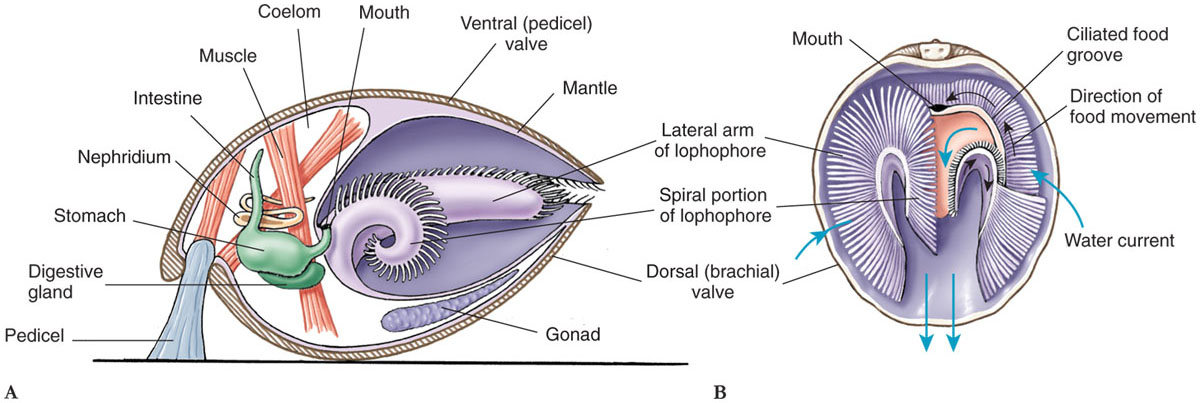 Coelom
Mouth
Ventral (pedicel)
valve
Muscle
Mantle
Intestine
Nephridium
Lateral arm
of lophophore
Stomach
Spiral portion
of lophophore
Digestive
gland
Dorsal (brachial)
valve
Pedicel
Gonad
A
Mouth
Ciliated food
groove
Direction of
food movement
Water current
B